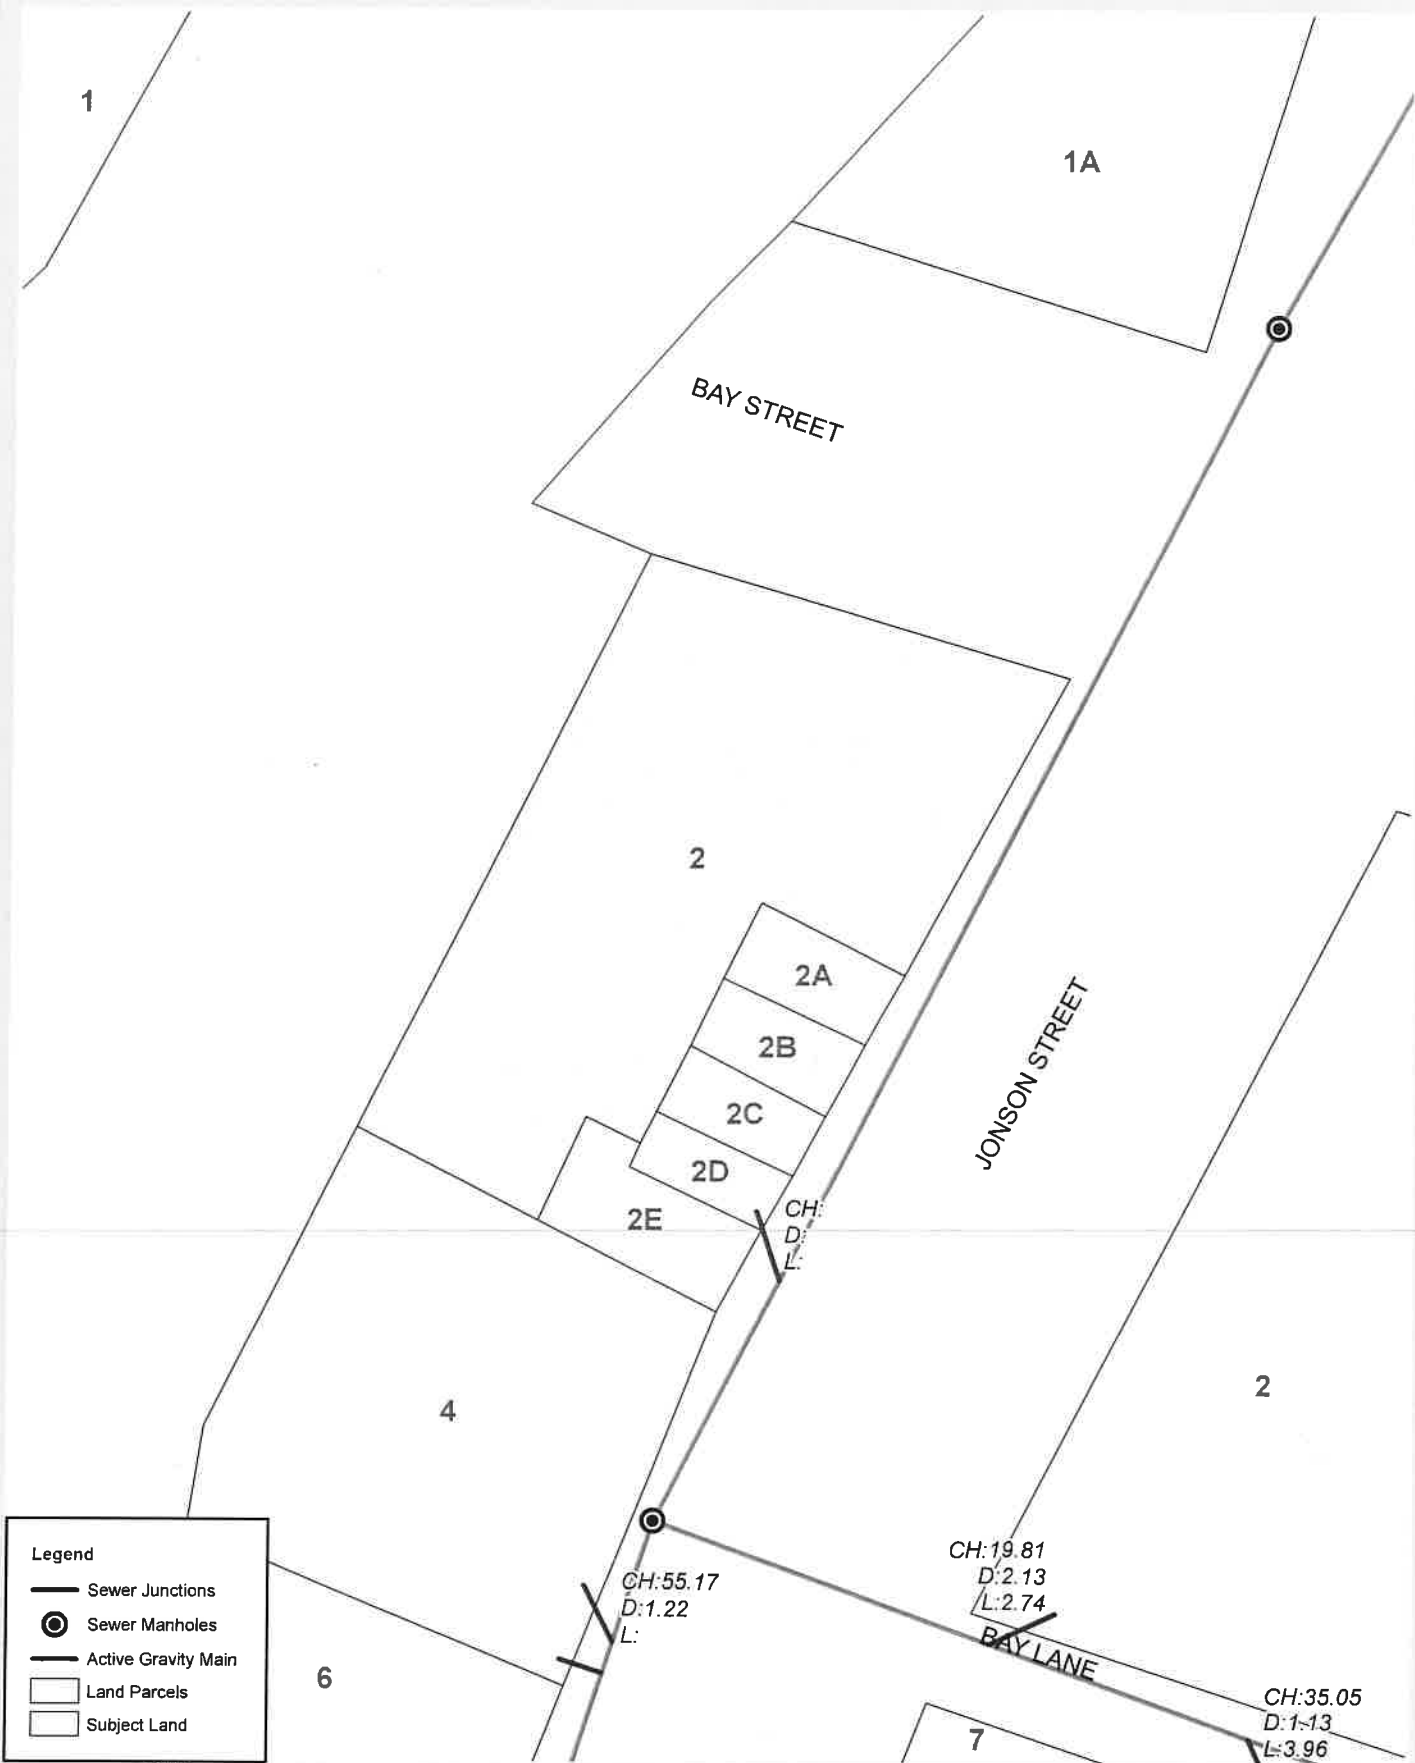 1
1A
BAY STREET
2
2A
2B
2C
2D
2E
JONSON STREET
CH:
D:
L:
4
2
Legend
Sewer Junctions
Sewer Manholes
Active Gravity Main
Land Parcels
Subject Land
6
CH:55.17
D:1.22
L:
CH:19.81
D:2.13
L:2.74
BAY LANE
7
CH:35.05
D:1.13
L:3.96